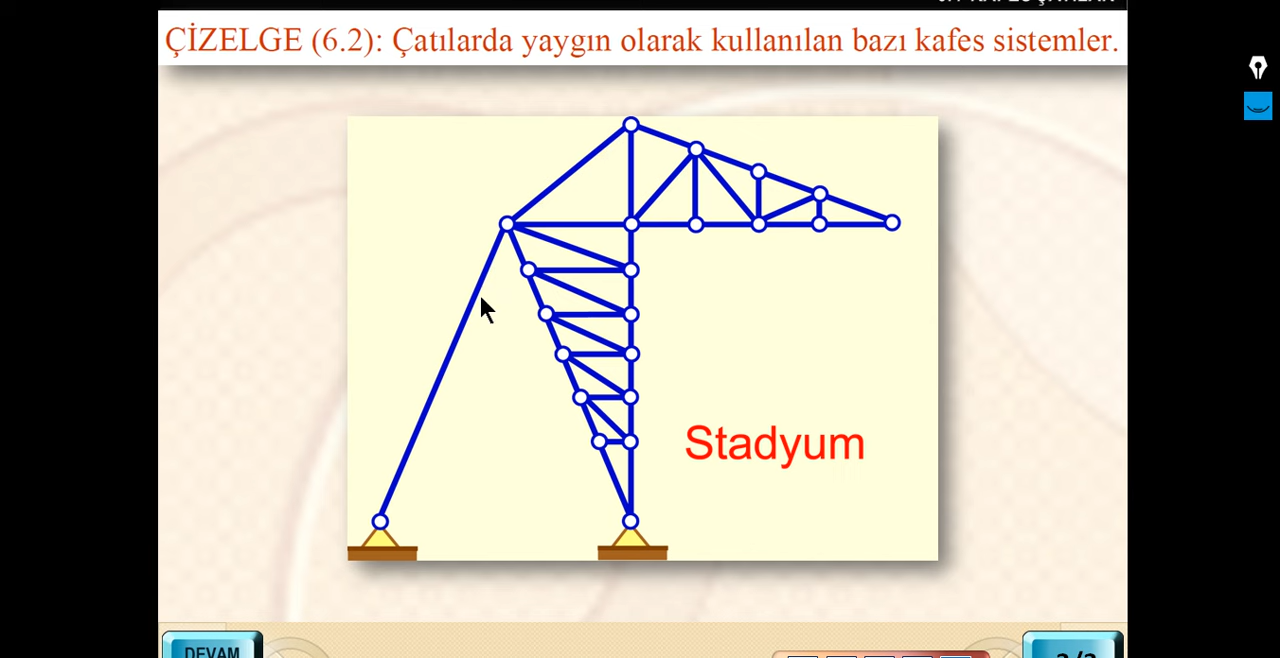 ÇİZELGE (6.2): Çatılarda yaygın olarak kullanılan bazı kafes sistemler.
Stadyum
DEVAM